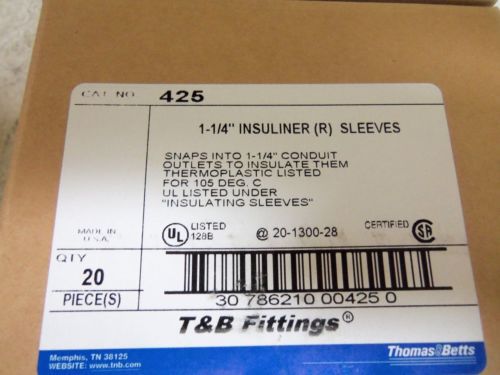 CAT. NO. 425
1-1/4" INSULINER (R) SLEEVES
SNAPS INTO 1-1/4" CONDUIT
OUTLETS TO INSULATE THEM
THERMOPLASTIC LISTED
FOR 105 DEG. C
UL LISTED UNDER
"INSULATING SLEEVES"
MADE IN
U.S.A.
UL LISTED
128B
@ 20-1300-28
CERTIFIED SA
QTY
20
PIECE(S)
30 786210 00425 0
T&B Fittings®
Memphis, TN 38125
WEBSITE: www.tnb.com
Thomas&Betts